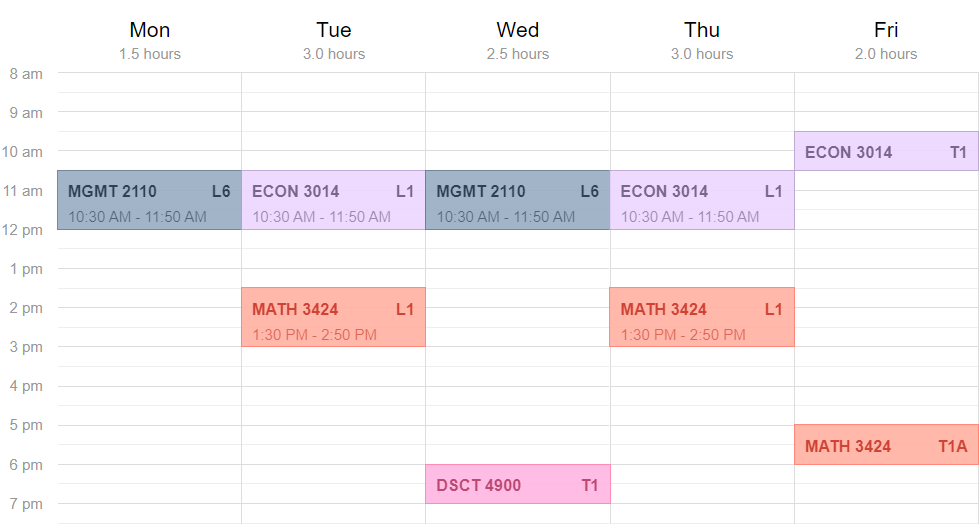 Mon Tue Wed Thu Fri
1.5 hours 3.0 hours 2.5 hours 3.0 hours 2.0 hours
8 am
9 am
10 am ECON 3014 T1
11 am MGMT 2110 L6 ECON 3014 L1 MGMT 2110 L6 ECON 3014 L1
10:30 AM - 11:50 AM 10:30 AM - 11:50 AM 10:30 AM - 11:50 AM 10:30 AM - 11:50 AM
12 pm
1 pm
2 pm MATH 3424 L1 MATH 3424 L1
1:30 PM - 2:50 PM 1:30 PM - 2:50 PM
3 pm
4 pm
5 pm
MATH 3424 T1A
6 pm
DSCT 4900 T1
7 pm